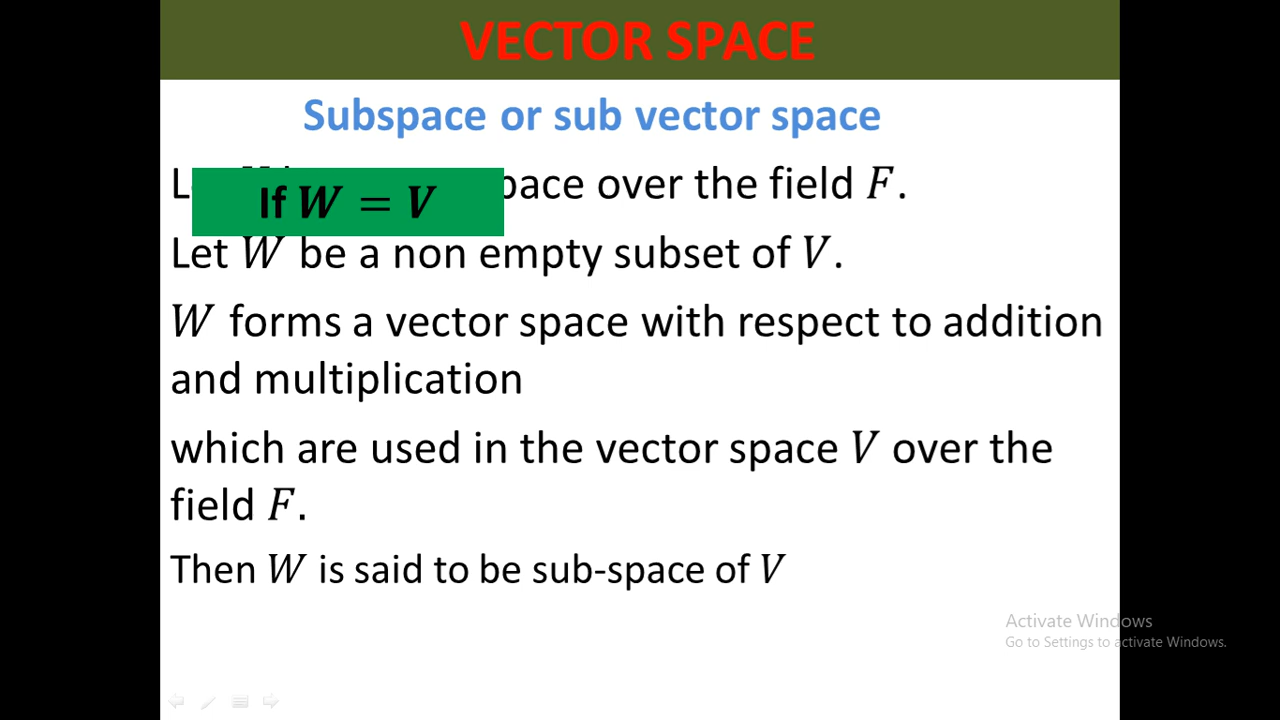 VECTOR SPACE
Subspace or sub vector space
space over the field F.
If W = V
Let W be a non empty subset of V.
W forms a vector space with respect to addition
and multiplication
which are used in the vector space V over the
field F.
Then W is said to be sub-space of V
Activate Windows
Go to Settings to activate Windows.